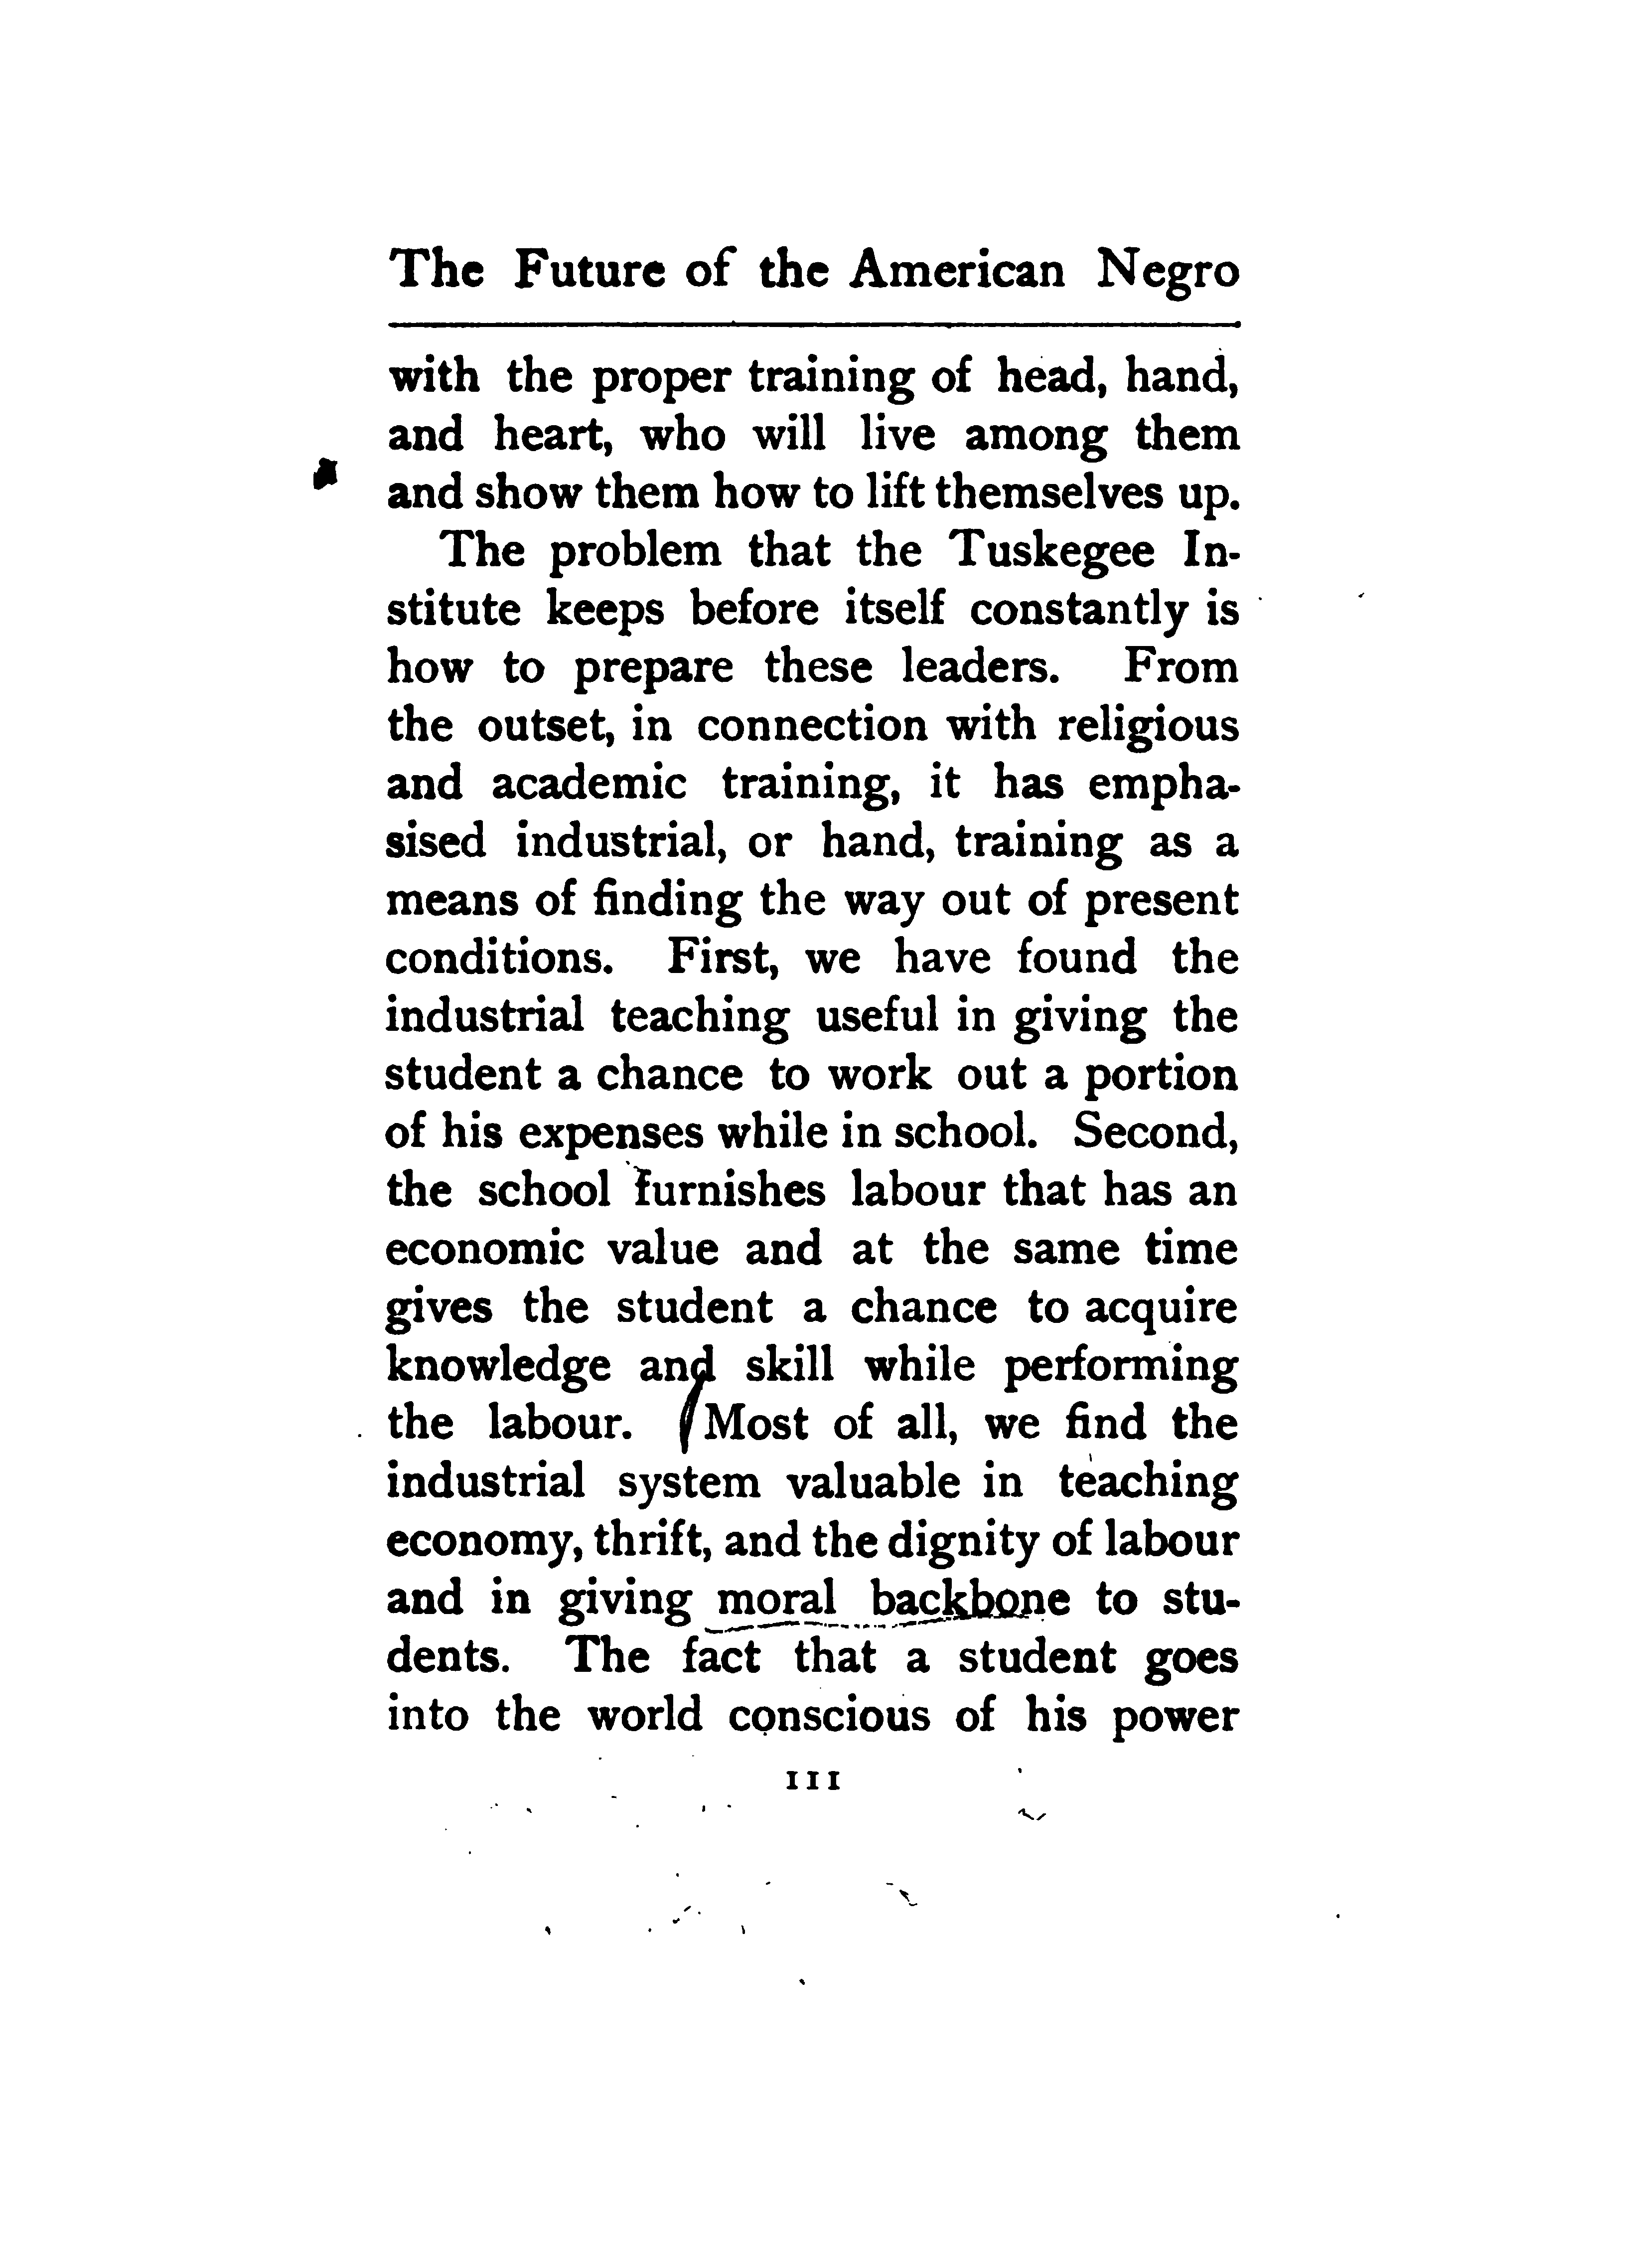 The Future of the American Negro
with the proper training of head, hand,
and heart, who will live among them
and show them how to lift themselves up.
The problem that the Tuskegee In-
stitute keeps before itself constantly is
how to prepare these leaders. From
the outset, in connection with religious
and academic training, it has empha-
sised industrial, or hand, training as a
means of finding the way out of present
conditions. First, we have found the
industrial teaching useful in giving the
student a chance to work out a portion
of his expenses while in school. Second,
the school furnishes labour that has an
economic value and at the same time
gives the student a chance to acquire
knowledge and skill while performing
the labour. Most of all, we find the
industrial system valuable in teaching
economy, thrift, and the dignity of labour
and in giving moral backbone to stu-
dents. The fact that a student goes
into the world conscious of his power
111